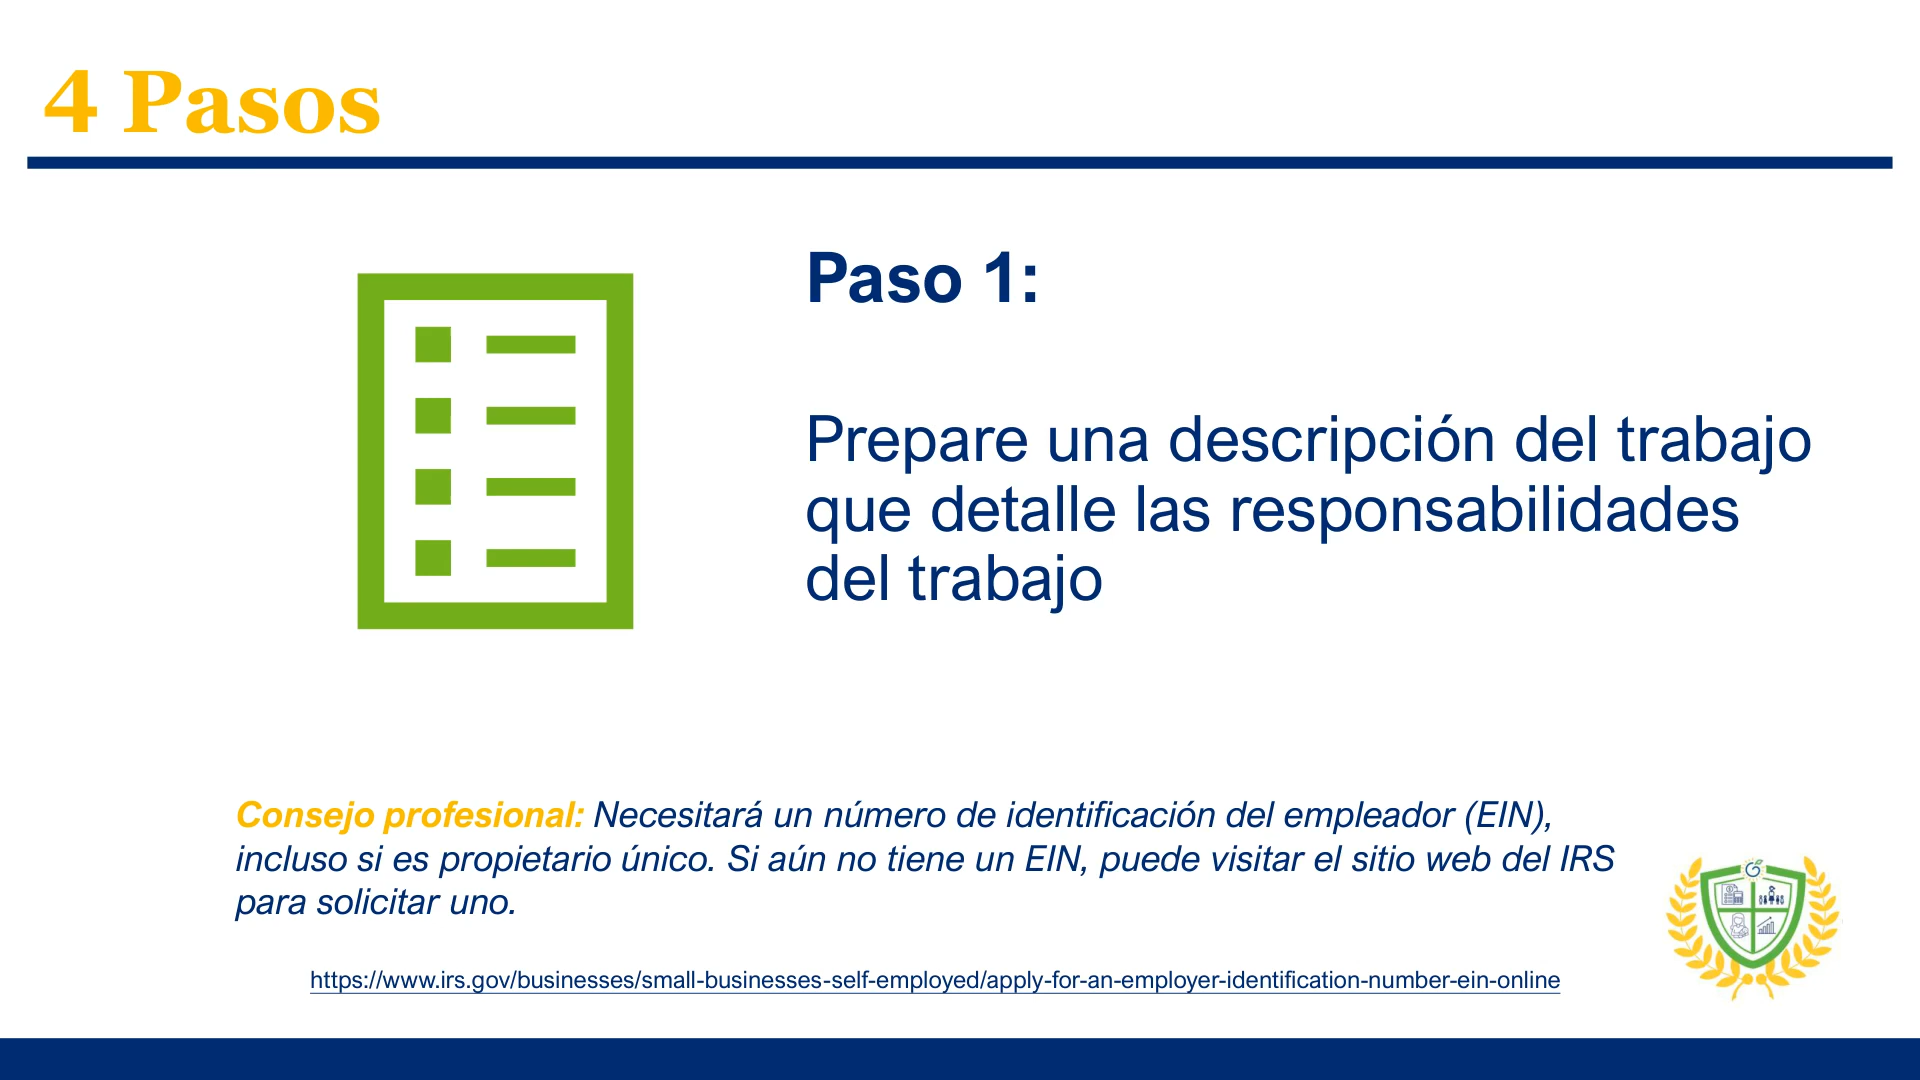 4 Pasos
Paso 1:
Prepare una descripción del trabajo
que detalle las responsabilidades
del trabajo
Consejo profesional: Necesitará un número de identificación del empleador (EIN),
incluso si es propietario único. Si aún no tiene un EIN, puede visitar el sitio web del IRS
para solicitar uno.
https://www.irs.gov/businesses/small-businesses-self-employed/apply-for-an-employer-identification-number-ein-online